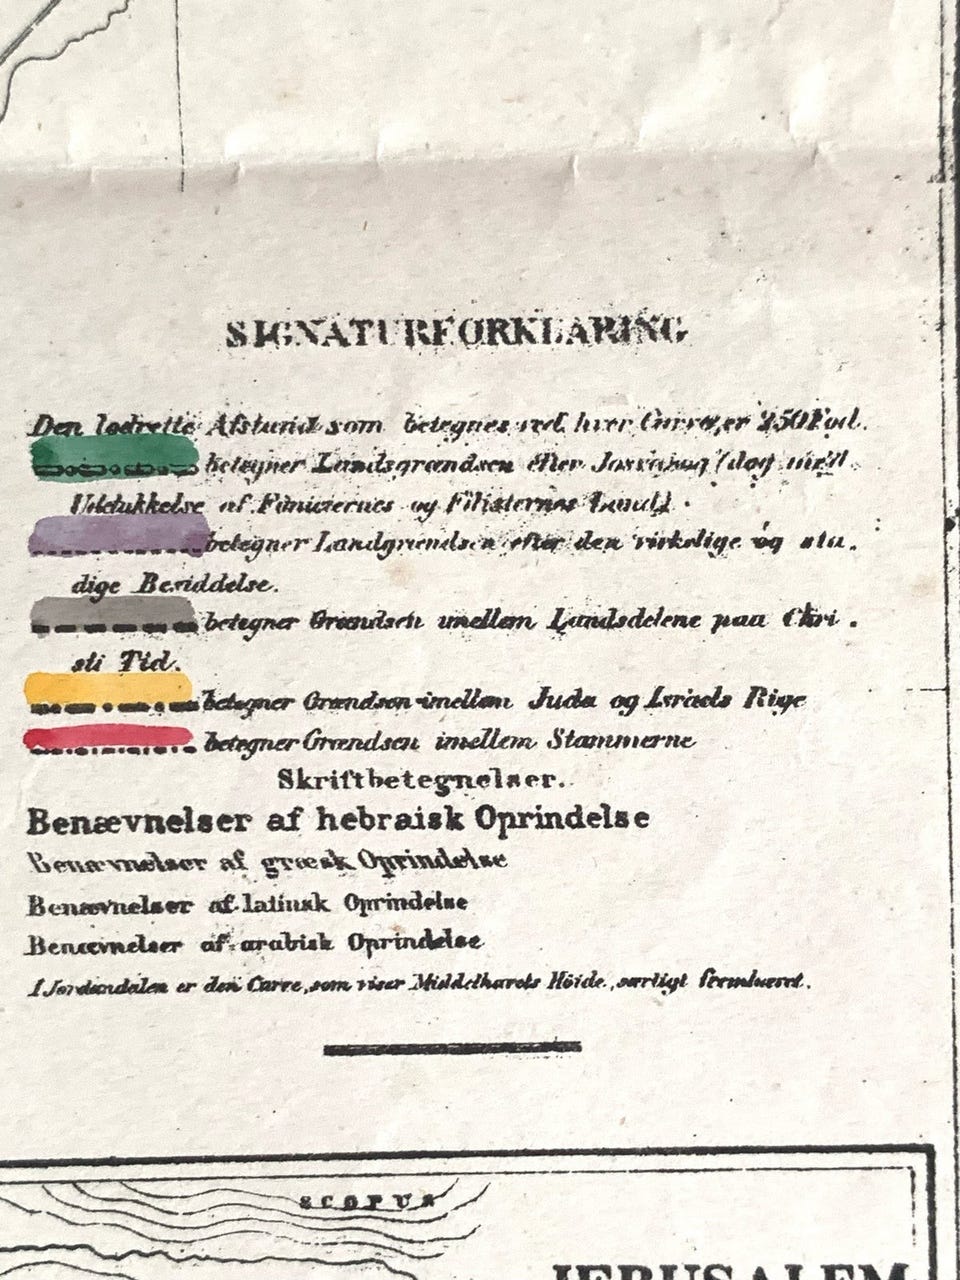 SIGNATURFORKLARING
Den lodrette Afstand som betegnes ved hver Curve, er 250 Fod.
betegner Landsgrændsen efter Josvabog (dog med
Udelukkelse af Föniciernes og Filisternes Land)
betegner Landgrændsen efter den virkelige og sta-
dige Besiddelse.
betegner Grændsen imellem Landsdelene paa Chri-
sti Tid.
betegner Grændsen imellem Juda og Israels Rige
betegner Grændsen imellem Stammerne
Skriftbetegnelser.
Benævnelser af hebraisk Oprindelse
Benævnelser af græsk Oprindelse
Benævnelser af latinsk Oprindelse
Benævnelser af arabisk Oprindelse
I Jordandalen er den Curve, som viser Middelhavets Höide, særligt fremhævet.
SCOPUS
JERUSALEM